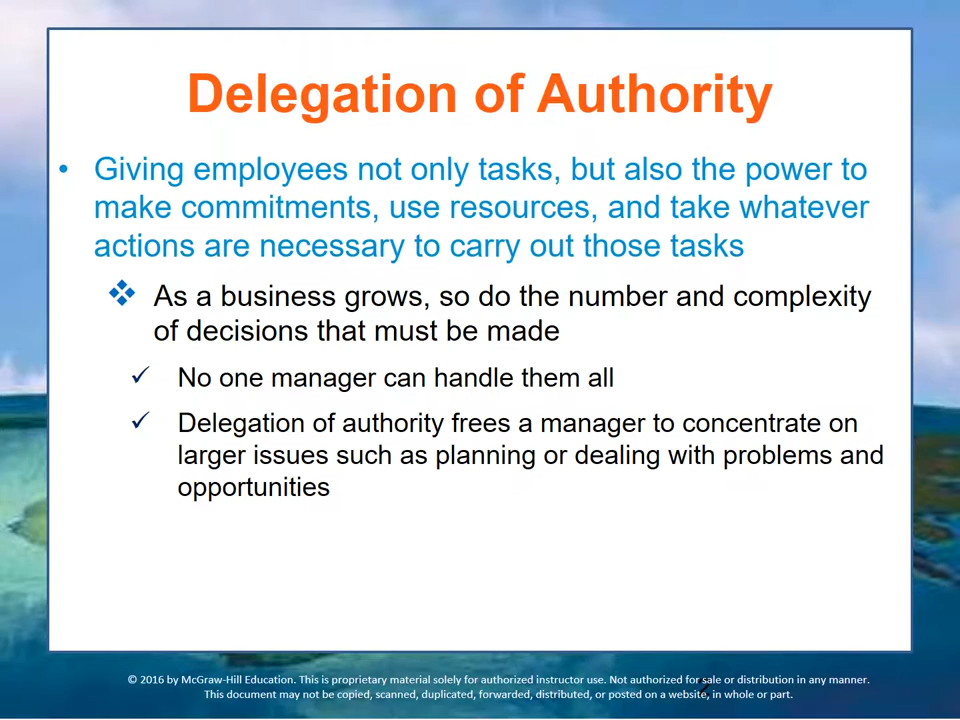 Delegation of Authority
• Giving employees not only tasks, but also the power to
make commitments, use resources, and take whatever
actions are necessary to carry out those tasks
❖ As a business grows, so do the number and complexity
of decisions that must be made
✓ No one manager can handle them all
✓ Delegation of authority frees a manager to concentrate on
larger issues such as planning or dealing with problems and
opportunities
© 2016 by McGraw-Hill Education. This is proprietary material solely for authorized instructor use. Not authorized for sale or distribution in any manner.
This document may not be copied, scanned, duplicated, forwarded, distributed, or posted on a website, in whole or part.